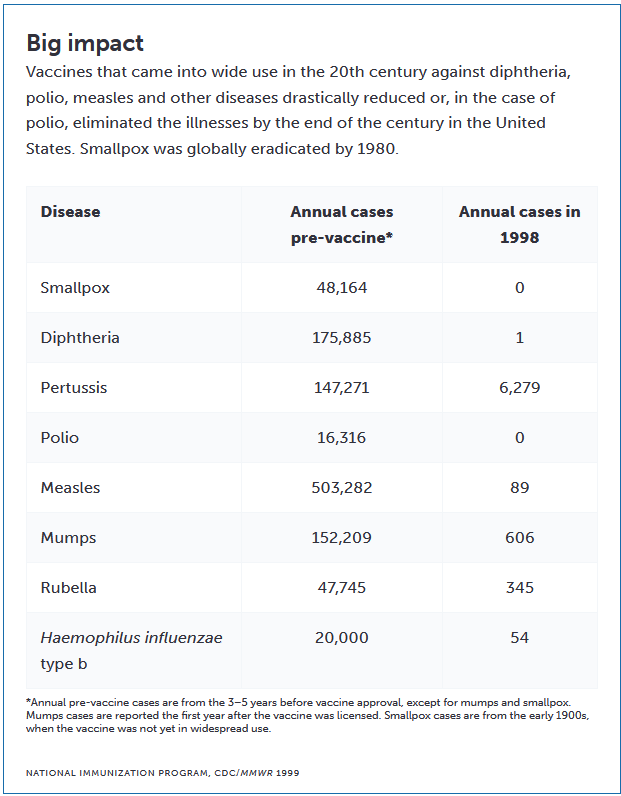 Big impact
Vaccines that came into wide use in the 20th century against diphtheria,
polio, measles and other diseases drastically reduced or, in the case of
polio, eliminated the illnesses by the end of the century in the United
States. Smallpox was globally eradicated by 1980.
Disease Annual cases pre-vaccine* Annual cases in 1998
Smallpox 48,164 0
Diphtheria 175,885 1
Pertussis 147,271 6,279
Polio 16,316 0
Measles 503,282 89
Mumps 152,209 606
Rubella 47,745 345
Haemophilus influenzae type b 20,000 54
*Annual pre-vaccine cases are from the 3–5 years before vaccine approval, except for mumps and smallpox.
Mumps cases are reported the first year after the vaccine was licensed. Smallpox cases are from the early 1900s,
when the vaccine was not yet in widespread use.
NATIONAL IMMUNIZATION PROGRAM, CDC/MMWR 1999